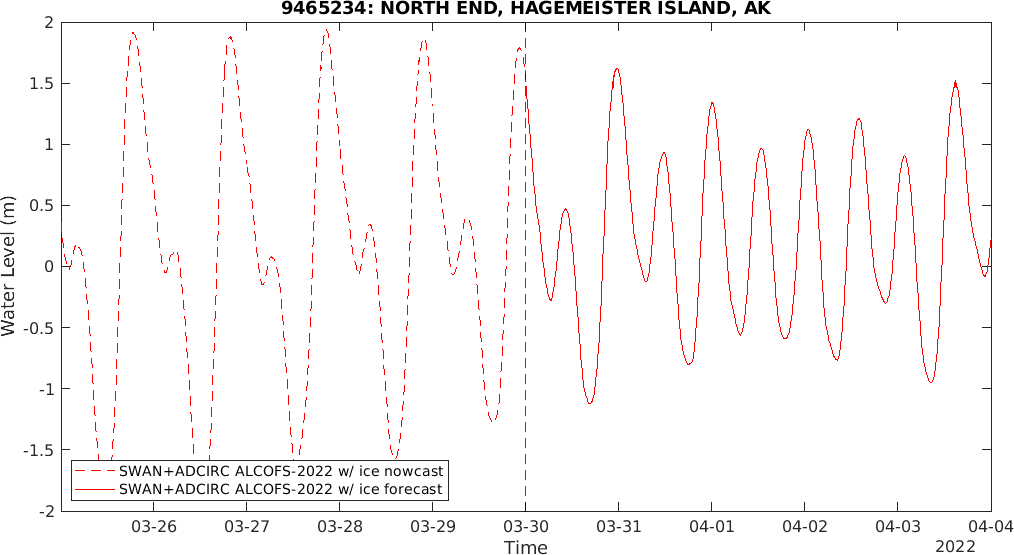 9465234: NORTH END, HAGEMEISTER ISLAND, AK
2
1.5
1
0.5
0
-0.5
-1
-1.5
-2
Water Level (m)
SWAN+ADCIRC ALCOFS-2022 w/ ice nowcast
SWAN+ADCIRC ALCOFS-2022 w/ ice forecast
03-26 03-27 03-28 03-29 03-30 03-31 04-01 04-02 04-03 04-04
Time
2022